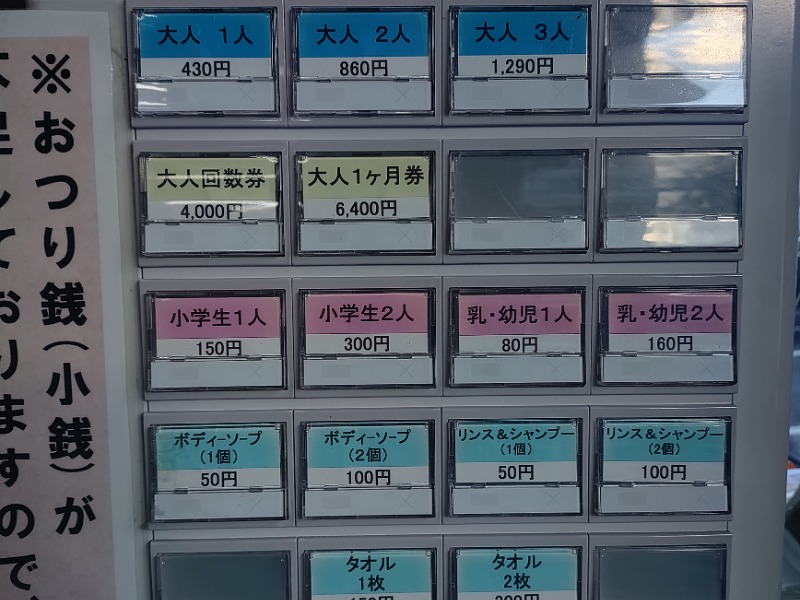 ※おつり銭(小銭)が
不足しておりますので、
大人 1人
430円
大人 2人
860円
大人 3人
1,290円
大人回数券
4,000円
大人1ヶ月券
6,400円
小学生1人
150円
小学生2人
300円
乳・幼児1人
80円
乳・幼児2人
160円
ボディーソープ
(1個)
50円
ボディーソープ
(2個)
100円
リンス&シャンプー
(1個)
50円
リンス&シャンプー
(2個)
100円
タオル
1枚
タオル
2枚